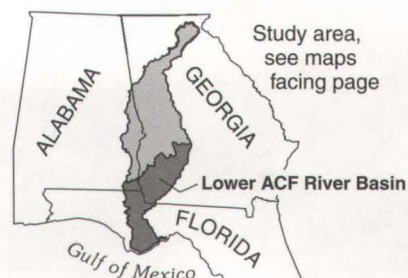 Study area,
see maps
facing page
ALABAMA
GEORGIA
Lower ACF River Basin
FLORIDA
Gulf of Mexico